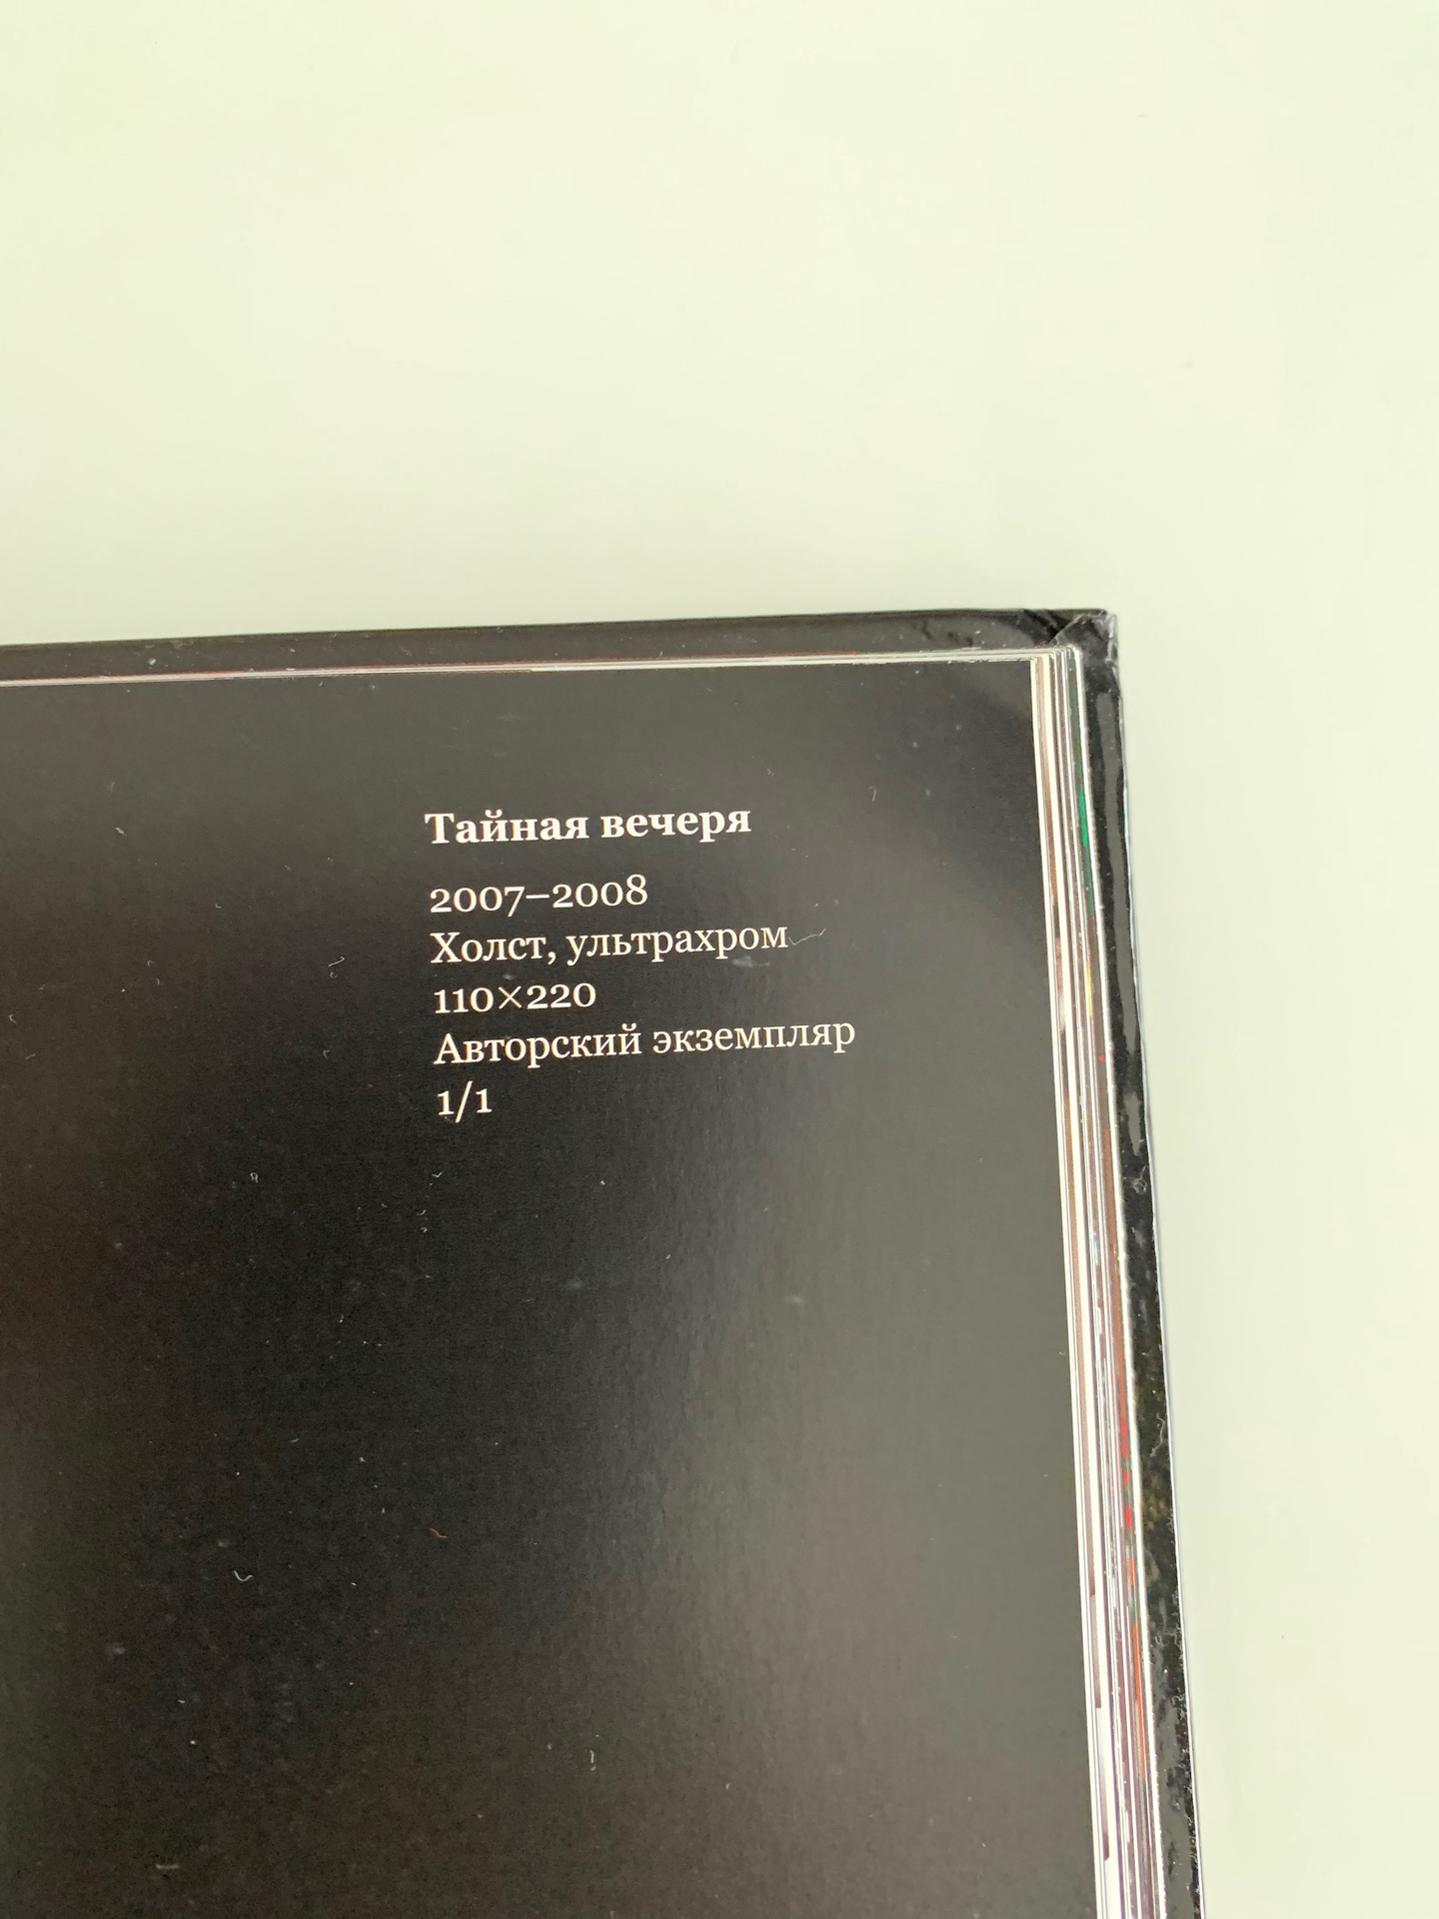 Тайная вечеря
2007–2008
Холст, ультрахром
110×220
Авторский экземпляр
1/1